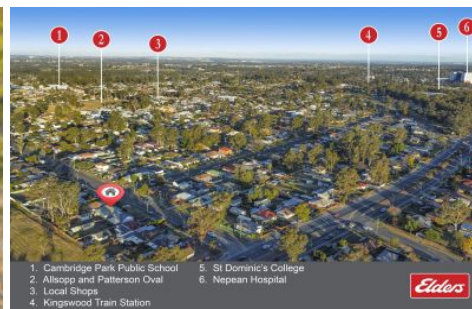 1 2 3 4 5 6
1. Cambridge Park Public School
2. Allsopp and Patterson Oval
3. Local Shops
4. Kingswood Train Station
5. St Dominic's College
6. Nepean Hospital
Elders